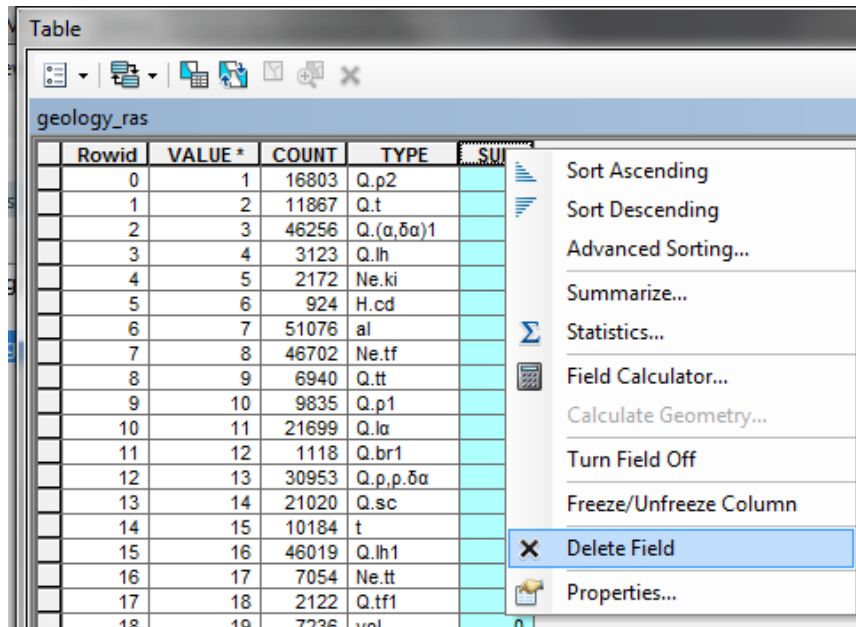 Table
geology_ras
Rowid VALUE * COUNT TYPE
0 1 16803 Q.p2
1 2 11867 Q.t
2 3 46256 Q.(α,δα)1
3 4 3123 Q.lh
4 5 2172 Ne.ki
5 6 924 H.cd
6 7 51076 al
7 8 46702 Ne.tf
8 9 6940 Q.tt
9 10 9835 Q.p1
10 11 21699 Q.lα
11 12 1118 Q.br1
12 13 30953 Q.ρ,ρ.δα
13 14 21020 Q.sc
14 15 10184 t
15 16 46019 Q.lh1
16 17 7054 Ne.tt
17 18 2122 Q.tf1
18 19 7236 vol 0
Sort Ascending
Sort Descending
Advanced Sorting...
Summarize...
Σ Statistics...
Field Calculator...
Calculate Geometry...
Turn Field Off
Freeze/Unfreeze Column
Delete Field
Properties...